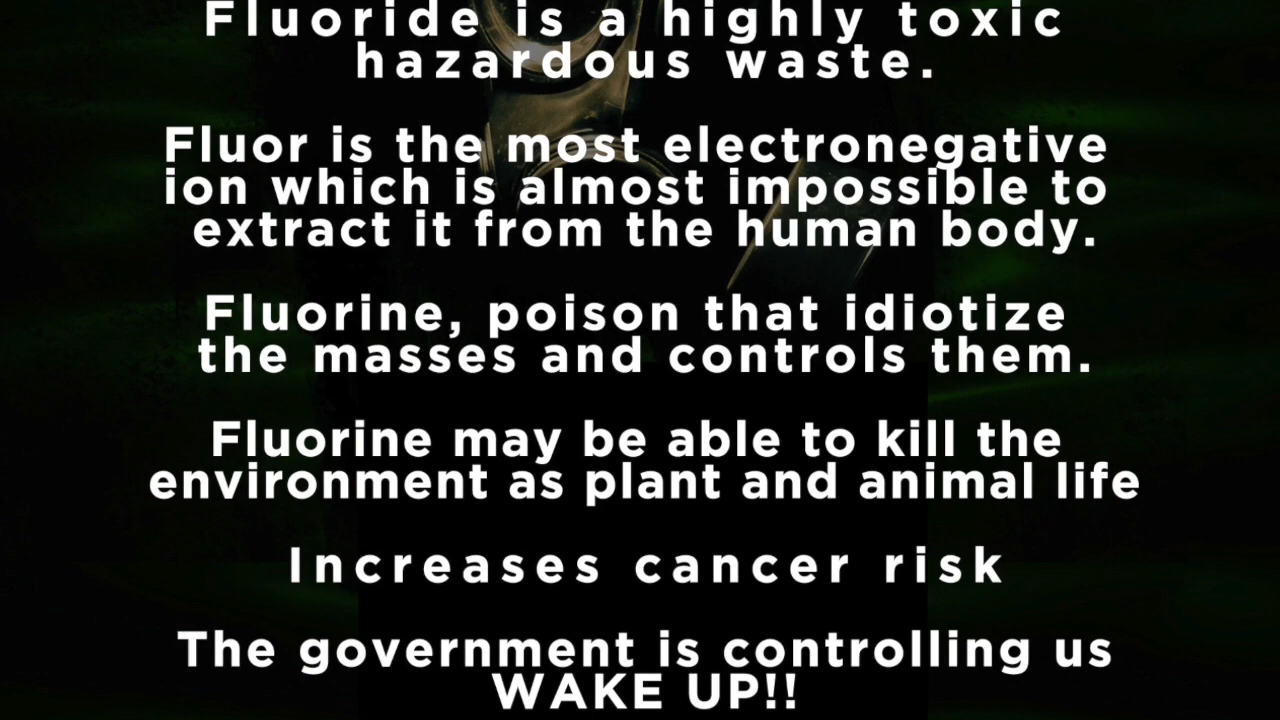 Fluoride is a highly toxic
hazardous waste.
Fluor is the most electronegative
ion which is almost impossible to
extract it from the human body.
Fluorine, poison that idiotize
the masses and controls them.
Fluorine may be able to kill the
environment as plant and animal life
Increases cancer risk
The government is controlling us
WAKE UP!!